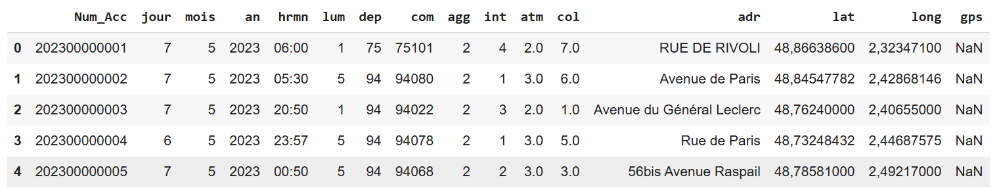 Num_Acc jour mois an hrmn lum dep com agg int atm col adr lat long gps
0 202300000001 7 5 2023 06:00 1 75 75101 2 4 2.0 7.0 RUE DE RIVOLI 48,86638600 2,32347100 NaN
1 202300000002 7 5 2023 05:30 5 94 94080 2 1 3.0 6.0 Avenue de Paris 48,84547782 2,42868146 NaN
2 202300000003 7 5 2023 20:50 1 94 94022 2 3 2.0 1.0 Avenue du Général Leclerc 48,76240000 2,40655000 NaN
3 202300000004 6 5 2023 23:57 5 94 94078 2 1 3.0 5.0 Rue de Paris 48,73248432 2,44687575 NaN
4 202300000005 7 5 2023 00:50 5 94 94068 2 2 3.0 3.0 56bis Avenue Raspail 48,78581000 2,49217000 NaN